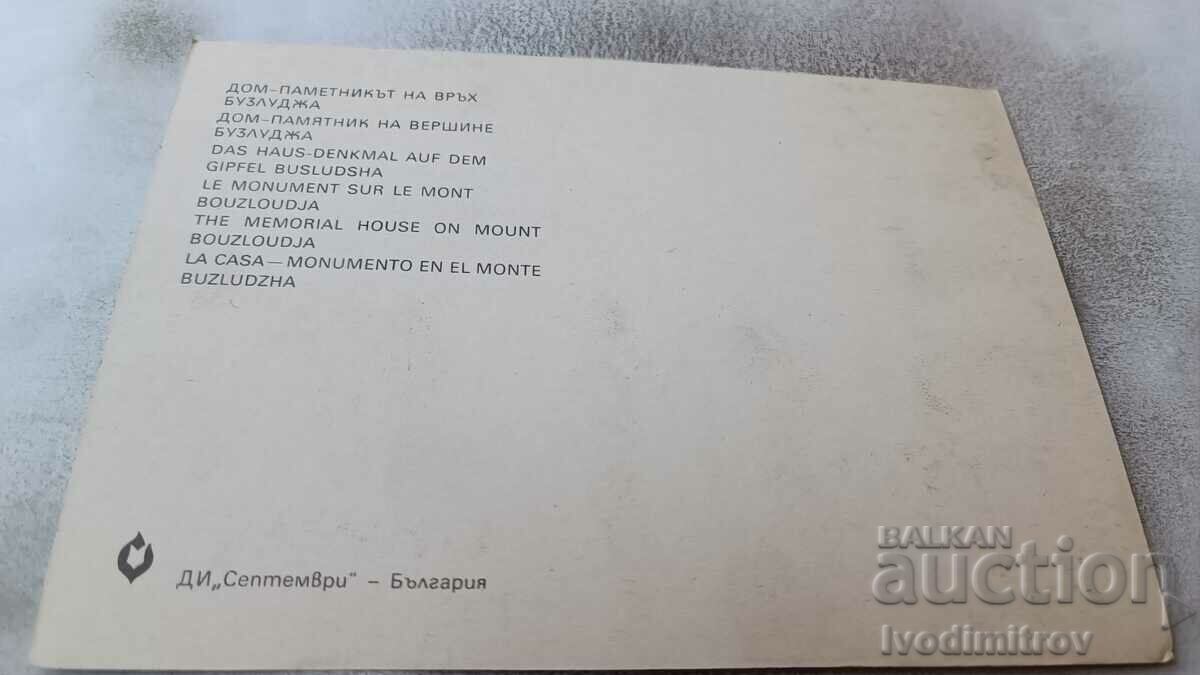 ДОМ-ПАМЕТНИКЪТ НА ВРЪХ
БУЗЛУДЖА
ДОМ-ПАМЯТНИК НА ВЕРШИНЕ
БУЗЛУДЖА
DAS HAUS-DENKMAL AUF DEM
GIPFEL BUSLUDSHA
LE MONUMENT SUR LE MONT
BOUZLOUDJA
THE MEMORIAL HOUSE ON MOUNT
BOUZLOUDJA
LA CASA—MONUMENTO EN EL MONTE
BUZLUDZHA
ДИ„Септември" – България
BALKAN
auction
Ivodimitrov